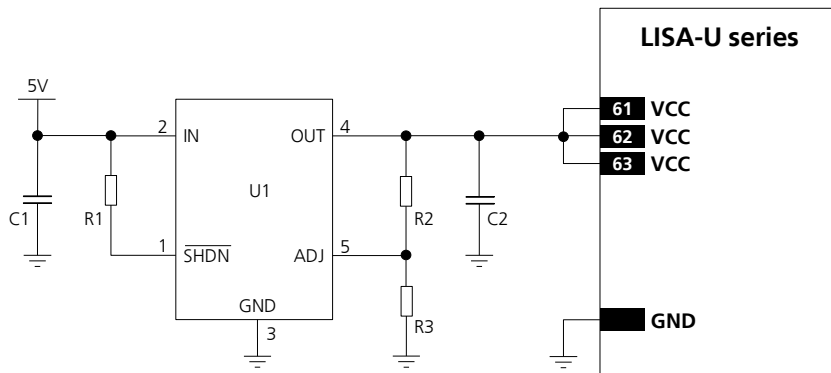 LISA-U series
5V
61 VCC
2 IN OUT 4
62 VCC
63 VCC
U1
C1 R1 R2 C2
1 SHDN ADJ 5
GND
3
R3
GND